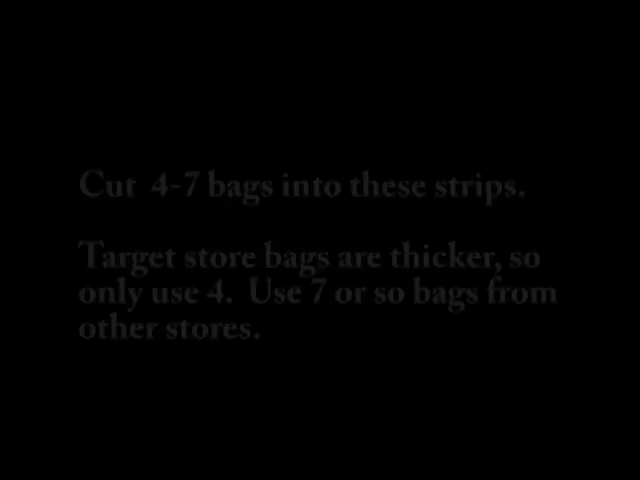 Cut  4-7 bags into these strips.
Target store bags are thicker, so
only use 4.  Use 7 or so bags from
other stores.